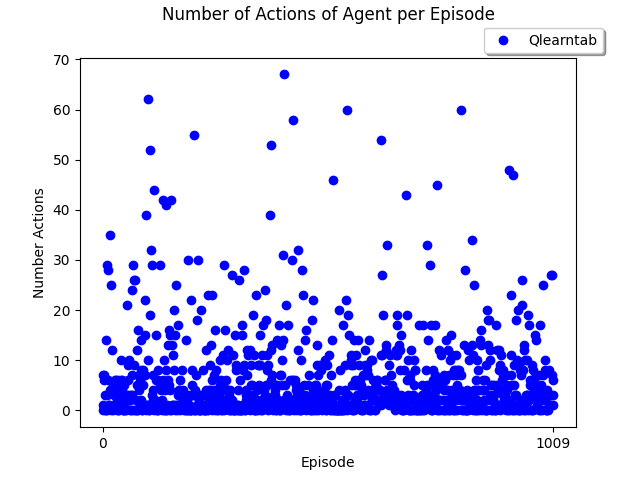 Number of Actions of Agent per Episode
Qlearntab
70
60
50
40
30
20
10
0
Number Actions
0 1009
Episode